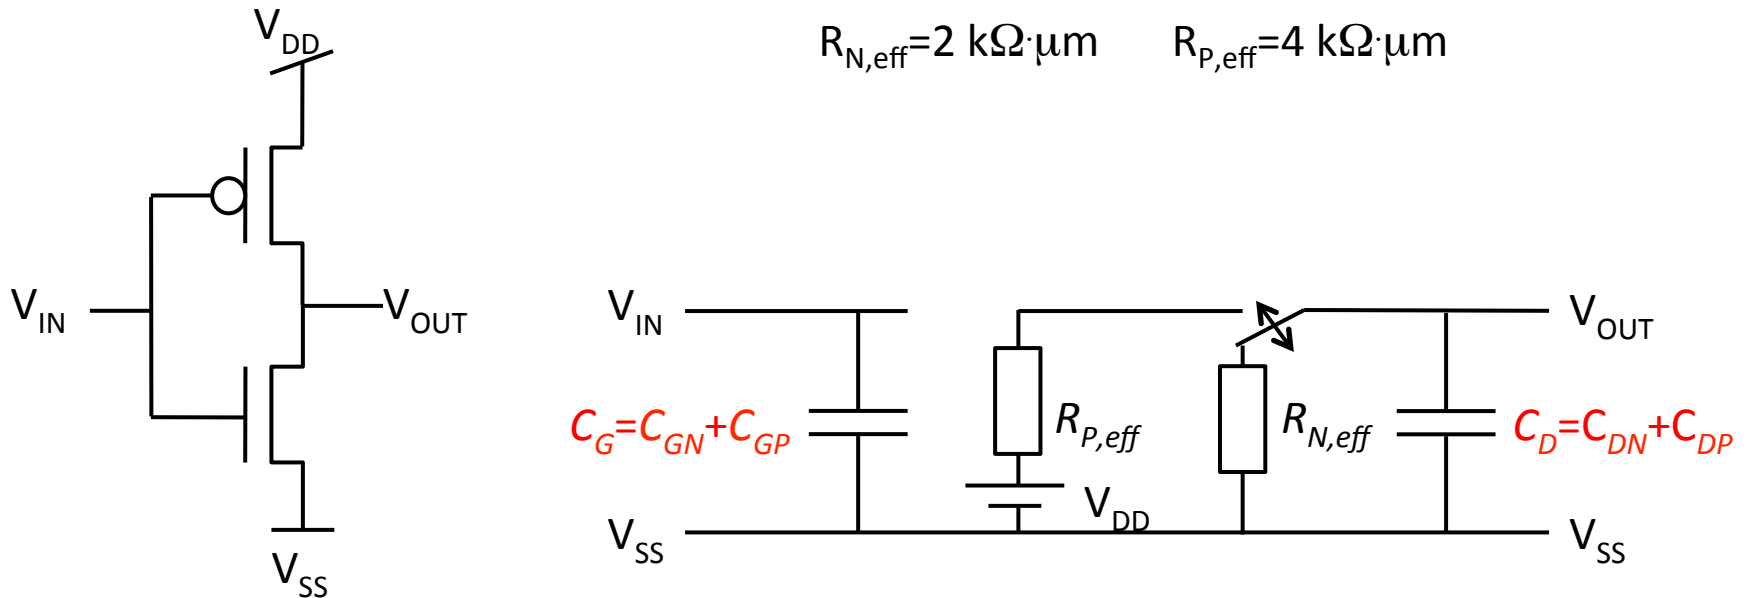 V_DD
R_N,eff=2 kΩ·μm
R_P,eff=4 kΩ·μm
V_IN
V_OUT
V_SS
V_IN
V_OUT
C_G=C_GN+C_GP
R_P,eff
R_N,eff
C_D=C_DN+C_DP
V_DD
V_SS
V_SS